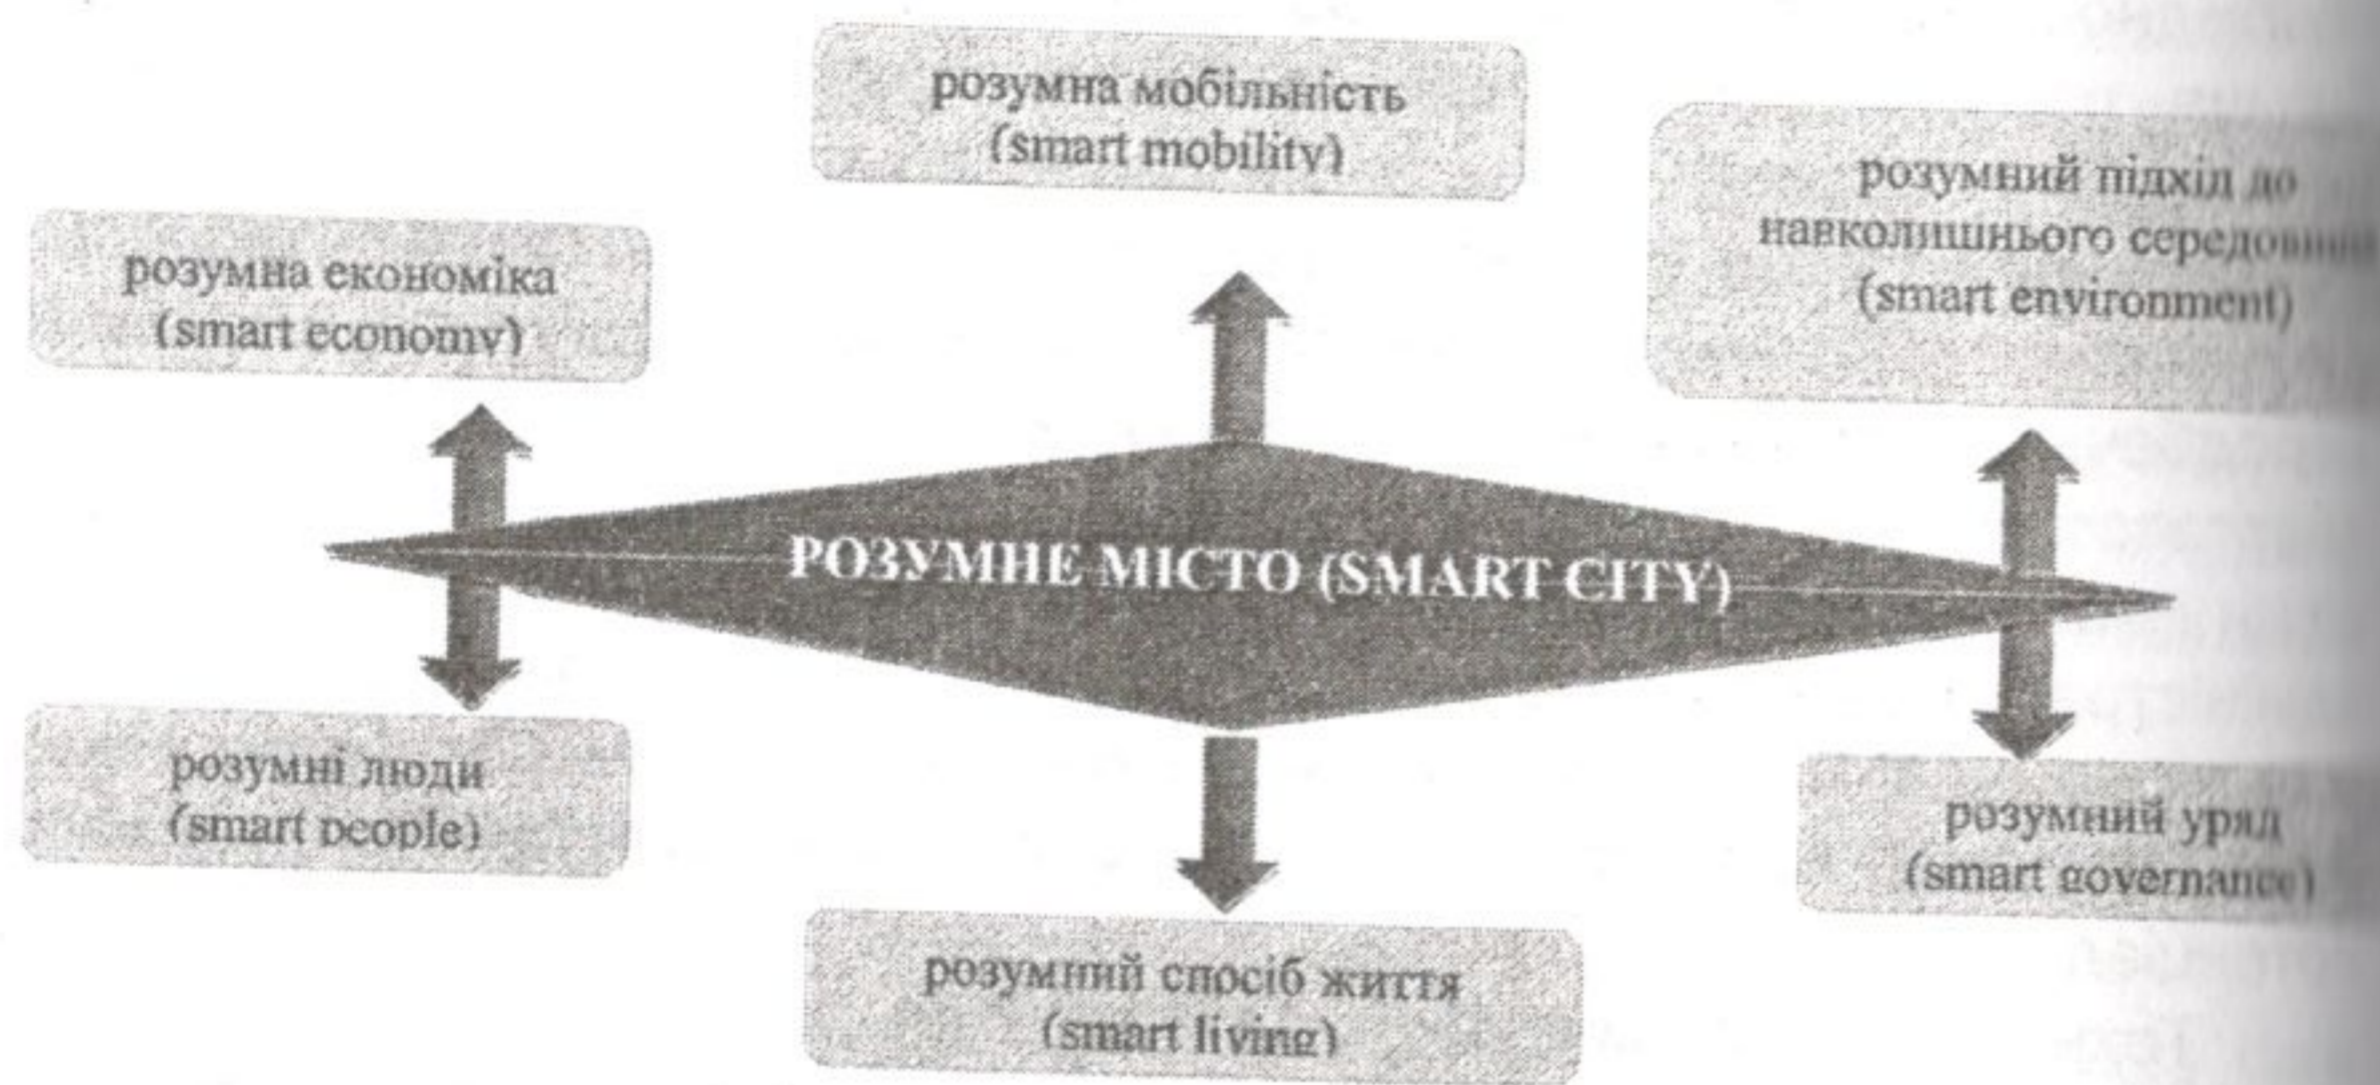 розумна мобільність
(smart mobility)
розумний підхід до
навколишнього
(smart environment)
розумна економіка
(smart economy)
РОЗУМНЕ МІСТО (SMART CITY)
розумні люди
(smart people)
розумний уряд
(smart governance)
розумний спосіб життя
(smart living)